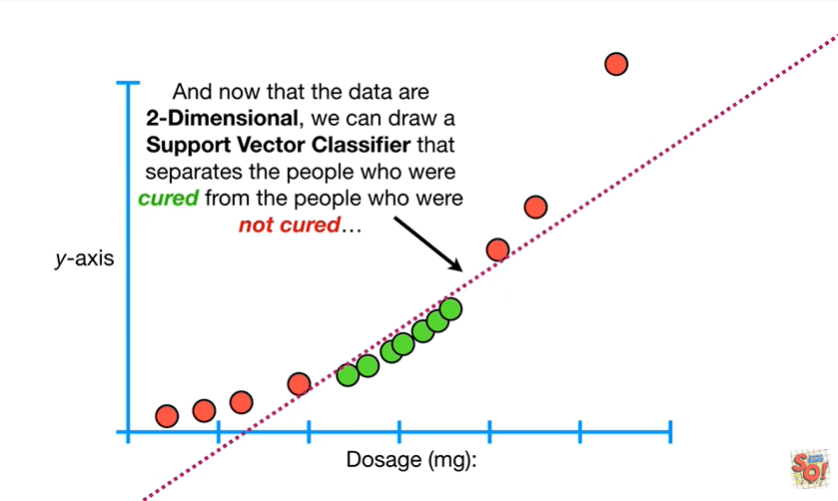 And now that the data are
2-Dimensional, we can draw a
Support Vector Classifier that
separates the people who were
cured from the people who were
not cured…
y-axis
Dosage (mg):
SQ!